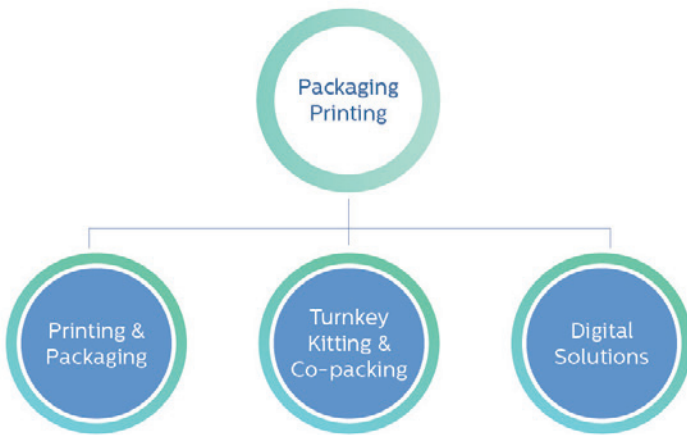 Packaging
Printing
Printing &
Packaging
Turnkey
Kitting &
Co-packing
Digital
Solutions